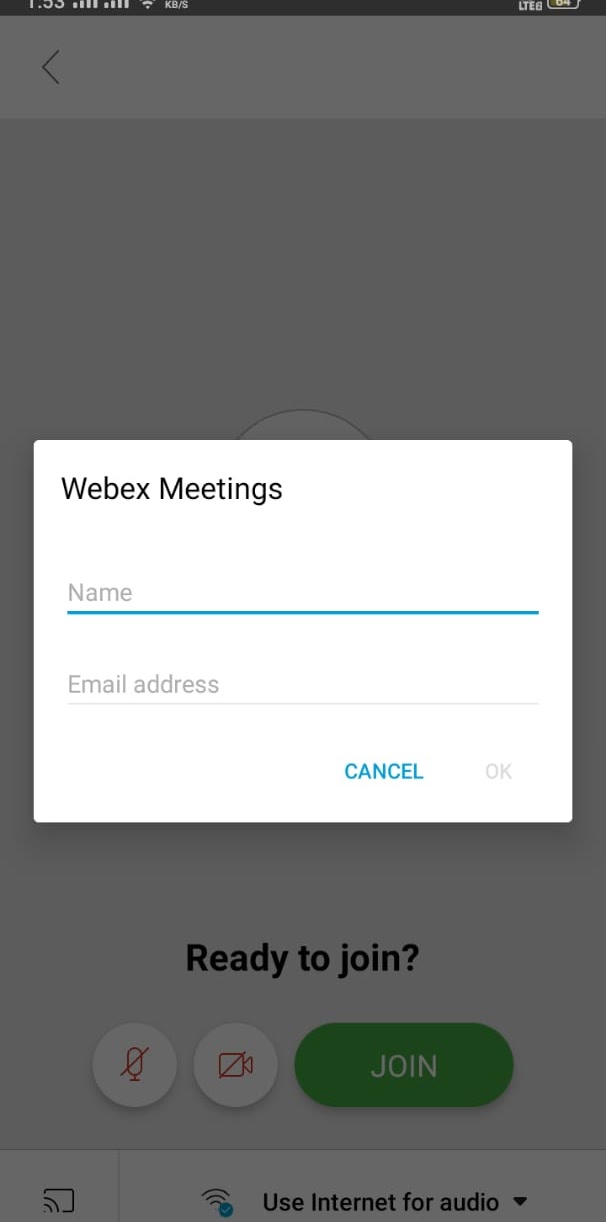 1:53 KB/S LTE 64
Webex Meetings
Name
Email address
CANCEL OK
Ready to join?
JOIN
Use Internet for audio